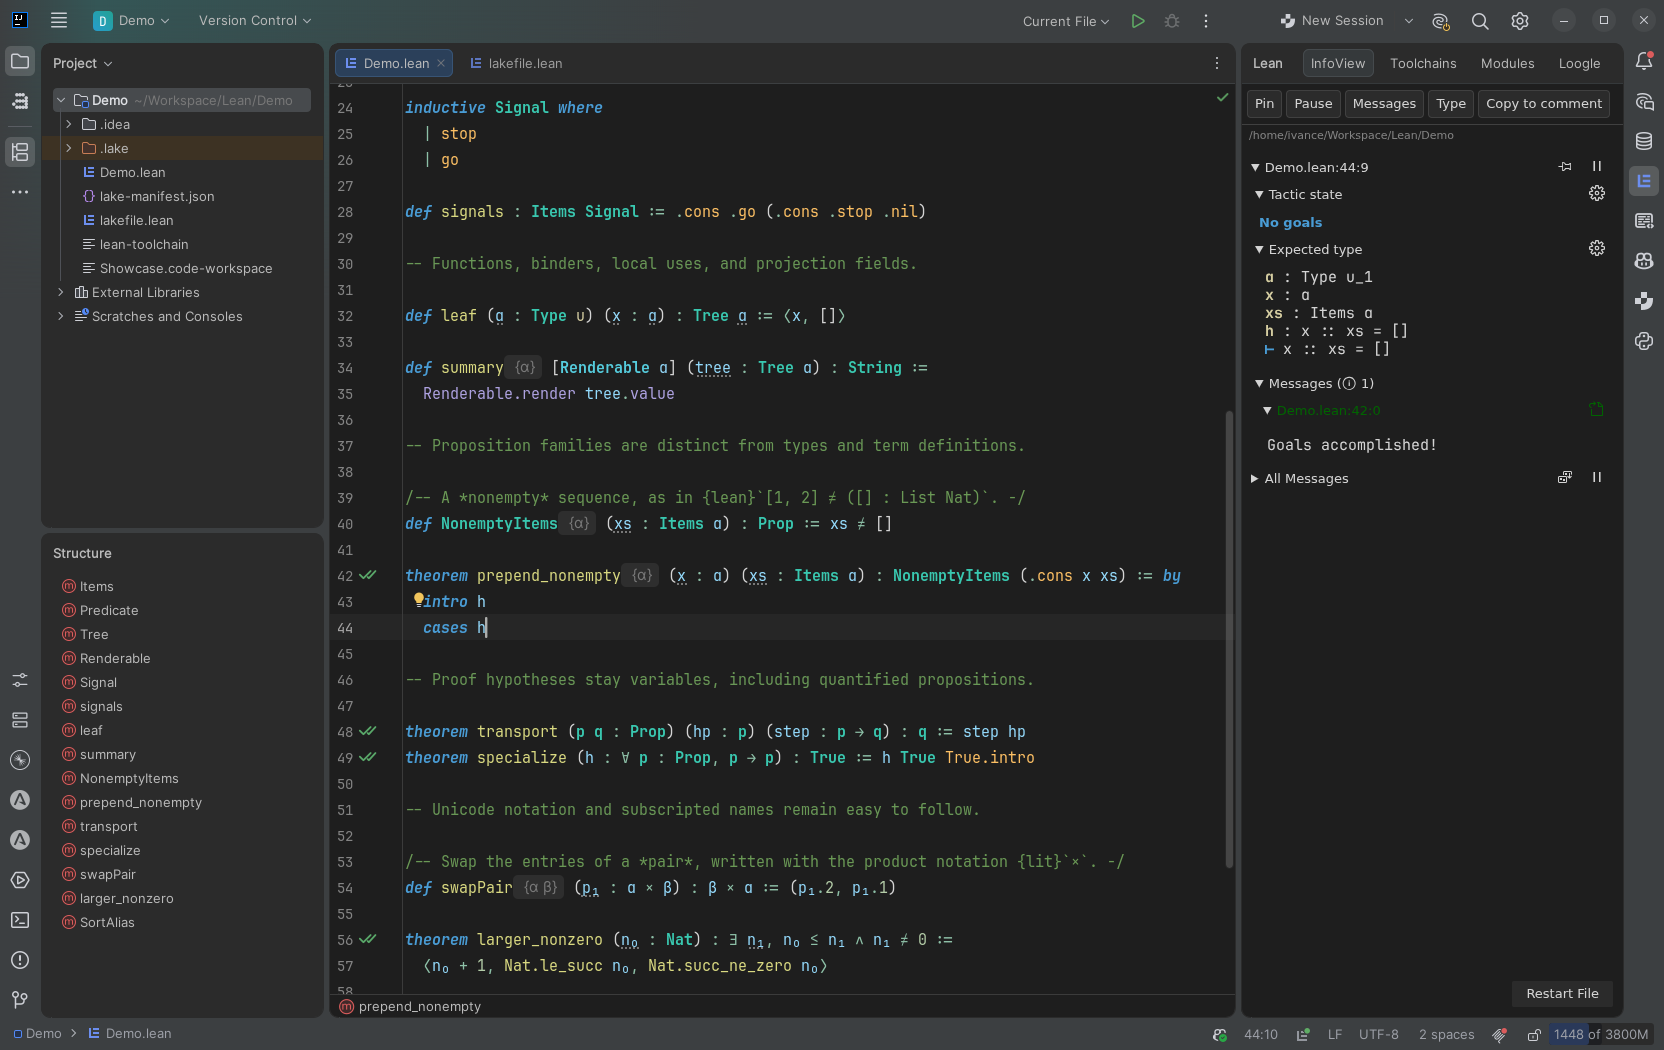 Demo
Version Control
Current File
New Session
Project
Demo ~/Workspace/Lean/Demo
.idea
.lake
Demo.lean
lake-manifest.json
lakefile.lean
lean-toolchain
Showcase.code-workspace
External Libraries
Scratches and Consoles
Structure
Items
Predicate
Tree
Renderable
Signal
signals
leaf
summary
NonemptyItems
prepend_nonempty
transport
specialize
swapPair
larger_nonzero
SortAlias
Demo.lean
lakefile.lean
24 inductive Signal where
25 | stop
26 | go
27
28 def signals : Items Signal := .cons .go (.cons .stop .nil)
29
30 -- Functions, binders, local uses, and projection fields.
31
32 def leaf (α : Type u) (x : α) : Tree α := ⟨x, []⟩
33
34 def summary {α} [Renderable α] (tree : Tree α) : String :=
35 Renderable.render tree.value
36
37 -- Proposition families are distinct from types and term definitions.
38
39 /-- A *nonempty* sequence, as in {lean}`[1, 2] ≠ ([] : List Nat)`. -/
40 def NonemptyItems {α} (xs : Items α) : Prop := xs ≠ []
41
42 theorem prepend_nonempty {α} (x : α) (xs : Items α) : NonemptyItems (.cons x xs) := by
43 intro h
44 cases h
45
46 -- Proof hypotheses stay variables, including quantified propositions.
47
48 theorem transport (p q : Prop) (hp : p) (step : p → q) : q := step hp
49 theorem specialize (h : ∀ p : Prop, p → p) : True := h True True.intro
50
51 -- Unicode notation and subscripted names remain easy to follow.
52
53 /-- Swap the entries of a *pair*, written with the product notation {lit}`×`. -/
54 def swapPair {α β} (p₁ : α × β) : β × α := (p₁.2, p₁.1)
55
56 theorem larger_nonzero (n₀ : Nat) : ∃ n₁, n₀ ≤ n₁ ∧ n₁ ≠ 0 :=
57 ⟨n₀ + 1, Nat.le_succ n₀, Nat.succ_ne_zero n₀⟩
58
prepend_nonempty
Lean
InfoView
Toolchains
Modules
Loogle
Pin
Pause
Messages
Type
Copy to comment
/home/ivance/Workspace/Lean/Demo
Demo.lean:44:9
Tactic state
No goals
Expected type
α : Type u_1
x : α
xs : Items α
h : x :: xs = []
⊢ x :: xs = []
Messages (ⓘ 1)
Demo.lean:42:0
Goals accomplished!
All Messages
Restart File
Demo
Demo.lean
44:10
LF
UTF-8
2 spaces
1448 of 3800M